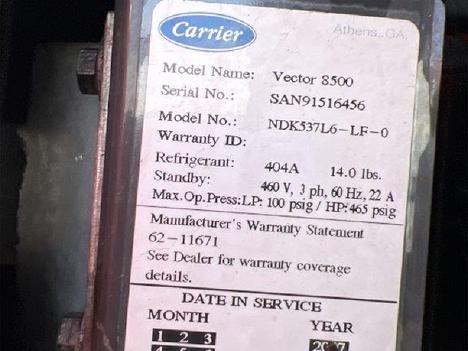 Carrier
Athens, GA.
Model Name: Vector 8500
Serial No.: SAN91516456
Model No.: NDK537L6-LF-0
Warranty ID:
Refrigerant: 404A 14.0 lbs.
Standby: 460 V, 3 ph, 60 Hz, 22 A
Max.Op.Press:LP: 100 psig / HP:465 psig
Manufacturer's Warranty Statement
62-11671
See Dealer for warranty coverage
details.
DATE IN SERVICE
MONTH YEAR
1 2 3